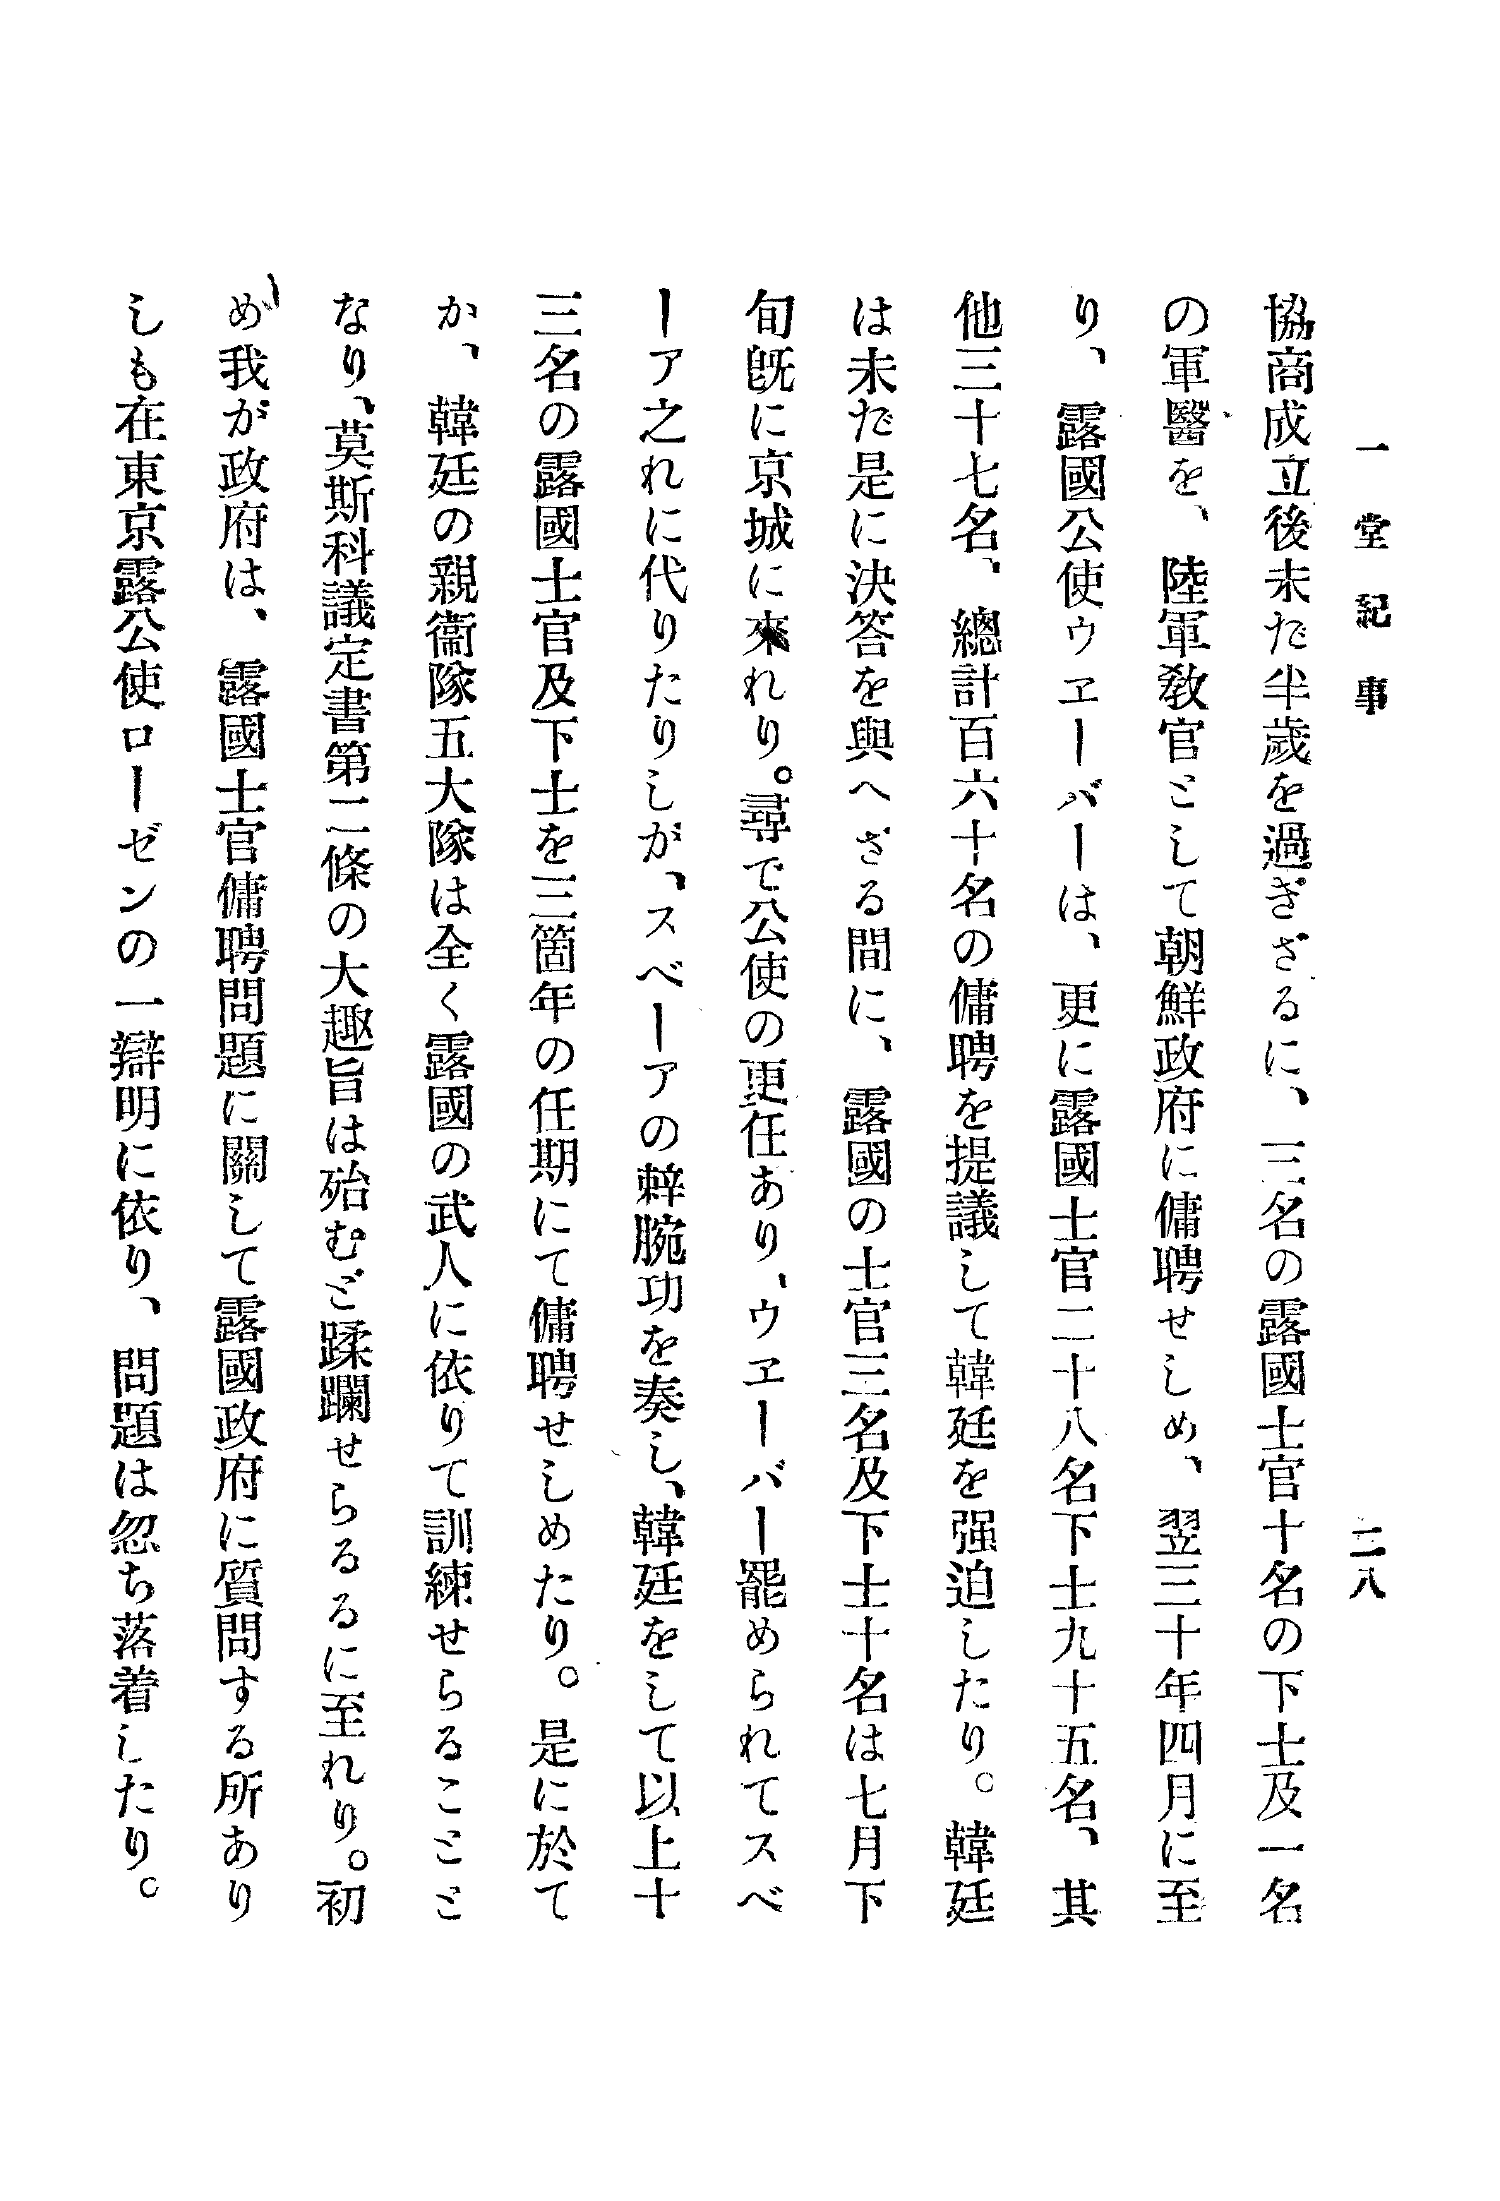 一堂紀事
二八
協商成立後未だ半歲を過ぎざるに、三名の露國士官十名の下士及一名
の軍醫を、陸軍敎官として朝鮮政府に傭聘せしめ、翌三十年四月に至
り、露國公使ウヱーバーは、更に露國士官二十八名下士九十五名、其
他三十七名、總計百六十名の傭聘を提議して韓廷を强迫したり。韓廷
は未だ是に決答を與へざる間に、露國の士官三名及下士十名は七月下
旬旣に京城に來れり。尋で公使の更任あり、ウヱーバー罷められてスベ
ーア之れに代りたりしが、スベーアの辣腕功を奏し、韓廷をして以上十
三名の露國士官及下士を三箇年の任期にて傭聘せしめたり。是に於て
か、韓廷の親衞隊五大隊は全く露國の武人に依りて訓練せらることと
なり、莫斯科議定書第二條の大趣旨は殆むど蹂躙せらるるに至れり。初
め我が政府は、露國士官傭聘問題に關して露國政府に質問する所あり
しも在東京露公使ローゼンの一辯明に依り、問題は忽ち落着したり。